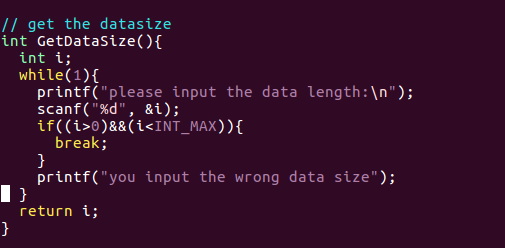 // get the datasize
int GetDataSize(){
  int i;
  while(1){
    printf("please input the data length:\n");
    scanf("%d", &i);
    if((i>0)&&(i<INT_MAX)){
      break;
    }
    printf("you input the wrong data size");
  }
  return i;
}